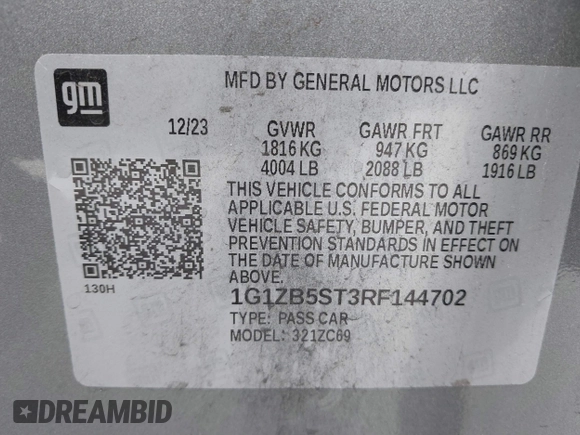 gm
MFD BY GENERAL MOTORS LLC
12/23 GVWR GAWR FRT GAWR RR
1816 KG 947 KG 869 KG
4004 LB 2088 LB 1916 LB
THIS VEHICLE CONFORMS TO ALL
APPLICABLE U.S. FEDERAL MOTOR
VEHICLE SAFETY, BUMPER, AND THEFT
PREVENTION STANDARDS IN EFFECT ON
THE DATE OF MANUFACTURE SHOWN
ABOVE.
130H
1G1ZB5ST3RF144702
TYPE: PASS CAR
MODEL: 321ZC69
DREAMBID